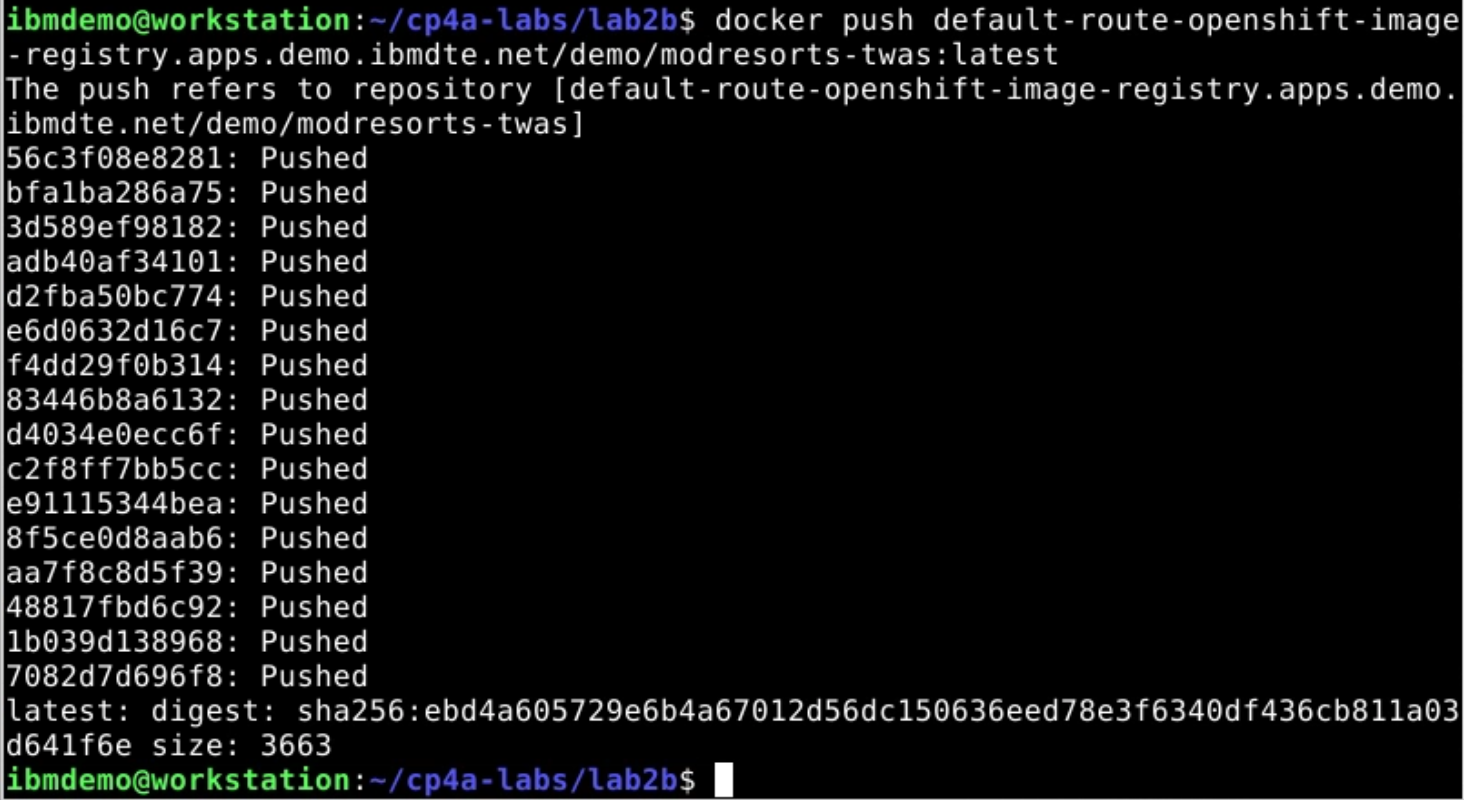 ibmdemo@workstation:~/cp4a-labs/lab2b$ docker push default-route-openshift-image
-registry.apps.demo.ibmdte.net/demo/modresorts-twas:latest
The push refers to repository [default-route-openshift-image-registry.apps.demo.
ibmdte.net/demo/modresorts-twas]
56c3f08e8281: Pushed
bfa1ba286a75: Pushed
3d589ef98182: Pushed
adb40af34101: Pushed
d2fba50bc774: Pushed
e6d0632d16c7: Pushed
f4dd29f0b314: Pushed
83446b8a6132: Pushed
d4034e0ecc6f: Pushed
c2f8ff7bb5cc: Pushed
e91115344bea: Pushed
8f5ce0d8aab6: Pushed
aa7f8c8d5f39: Pushed
48817fbd6c92: Pushed
1b039d138968: Pushed
7082d7d696f8: Pushed
latest: digest: sha256:ebd4a605729e6b4a67012d56dc150636eed78e3f6340df436cb811a03
d641f6e size: 3663
ibmdemo@workstation:~/cp4a-labs/lab2b$